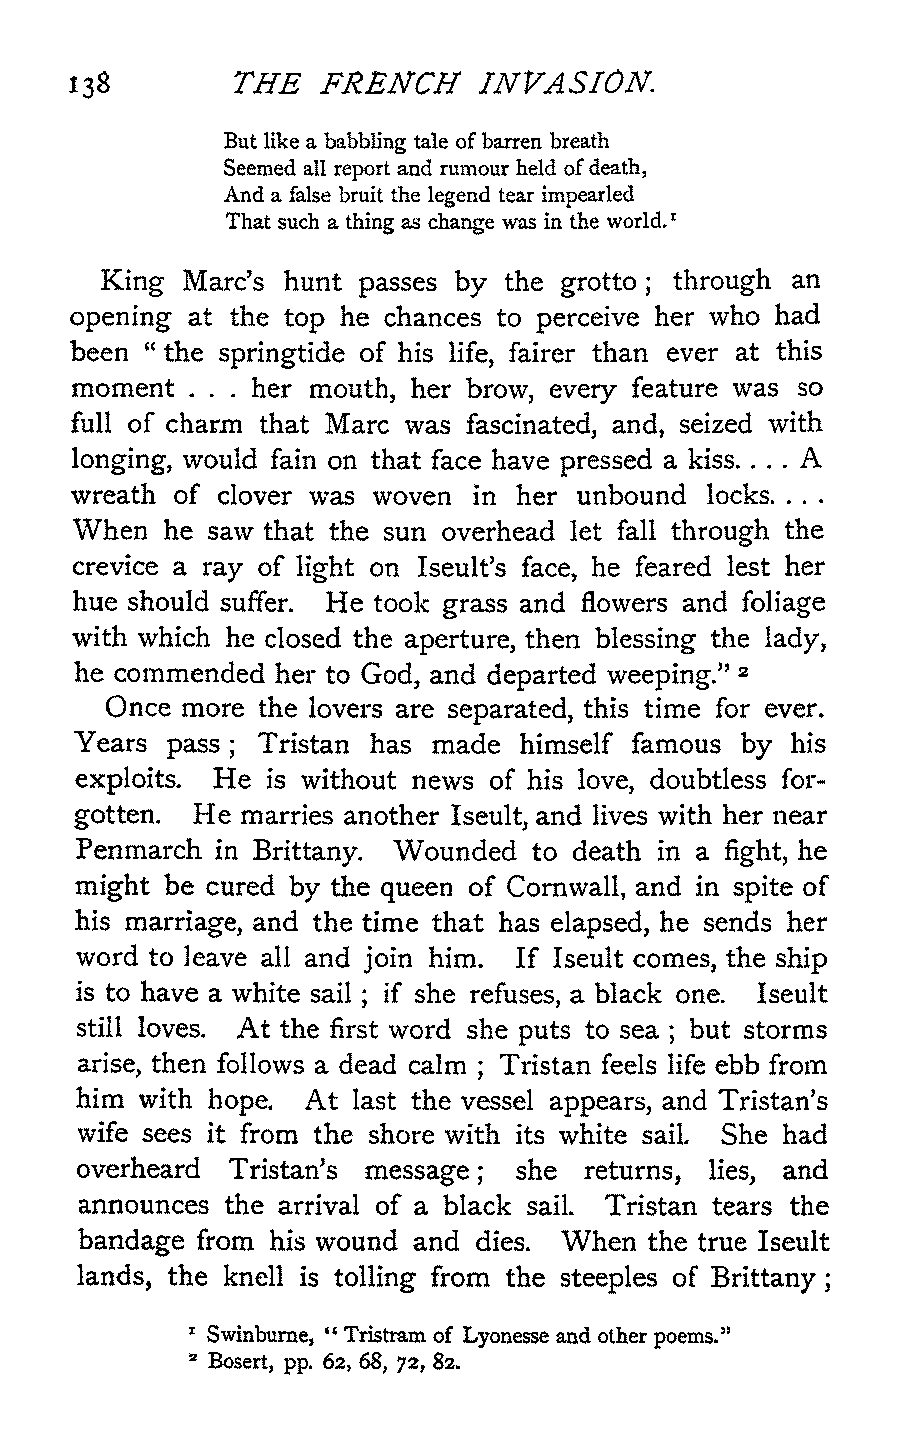 138 THE FRENCH INVASION.
But like a babbling tale of barren breath
Seemed all report and rumour held of death,
And a false bruit the legend tear impearled
That such a thing as change was in the world.¹
King Marc's hunt passes by the grotto ; through an
opening at the top he chances to perceive her who had
been " the springtide of his life, fairer than ever at this
moment . . . her mouth, her brow, every feature was so
full of charm that Marc was fascinated, and, seized with
longing, would fain on that face have pressed a kiss. . . . A
wreath of clover was woven in her unbound locks. . . .
When he saw that the sun overhead let fall through the
crevice a ray of light on Iseult's face, he feared lest her
hue should suffer. He took grass and flowers and foliage
with which he closed the aperture, then blessing the lady,
he commended her to God, and departed weeping." ²
Once more the lovers are separated, this time for ever.
Years pass ; Tristan has made himself famous by his
exploits. He is without news of his love, doubtless for-
gotten. He marries another Iseult, and lives with her near
Penmarch in Brittany. Wounded to death in a fight, he
might be cured by the queen of Cornwall, and in spite of
his marriage, and the time that has elapsed, he sends her
word to leave all and join him. If Iseult comes, the ship
is to have a white sail ; if she refuses, a black one. Iseult
still loves. At the first word she puts to sea ; but storms
arise, then follows a dead calm ; Tristan feels life ebb from
him with hope. At last the vessel appears, and Tristan's
wife sees it from the shore with its white sail. She had
overheard Tristan's message ; she returns, lies, and
announces the arrival of a black sail. Tristan tears the
bandage from his wound and dies. When the true Iseult
lands, the knell is tolling from the steeples of Brittany ;
¹ Swinburne, " Tristram of Lyonesse and other poems."
² Bosert, pp. 62, 68, 72, 82.